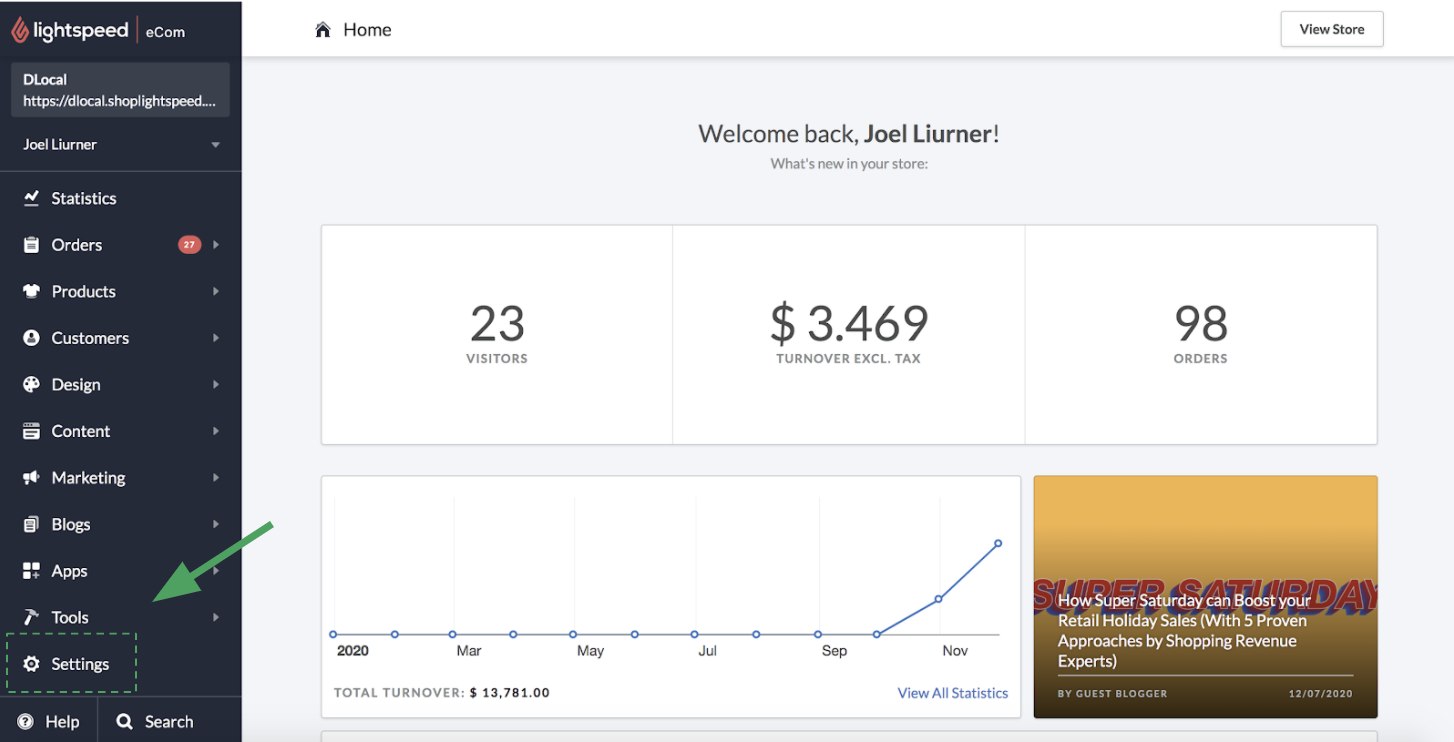 lightspeed eCom
DLocal
https://dlocal.shoplightspeed....
Joel Liurner
Statistics
Orders 27
Products
Customers
Design
Content
Marketing
Blogs
Apps
Tools
Settings
Help Search
Home
View Store
Welcome back, Joel Liurner!
What's new in your store:
23
VISITORS
$ 3.469
TURNOVER EXCL. TAX
98
ORDERS
2020 Mar May Jul Sep Nov
TOTAL TURNOVER: $ 13,781.00
View All Statistics
SUPER SATURDAY
How Super Saturday can Boost your
Retail Holiday Sales (With 5 Proven
Approaches by Shopping Revenue
Experts)
BY GUEST BLOGGER 12/07/2020